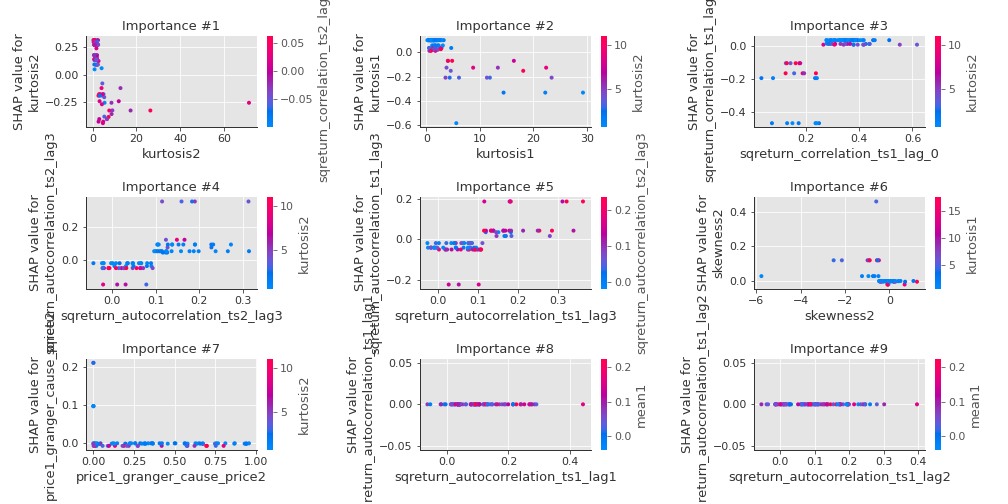 Importance #1
SHAP value for
kurtosis2
0.25
0.00
−0.25
0
20
40
60
kurtosis2
0.05
0.00
−0.05
sqreturn_correlation_ts2_lag
Importance #2
SHAP value for
kurtosis1
0.0
−0.2
−0.4
−0.6
0
10
20
30
kurtosis1
10
5
kurtosis2
Importance #3
SHAP value for
sqreturn_correlation_ts1_lag_0
0.0
−0.2
−0.4
0.2
0.4
0.6
sqreturn_correlation_ts1_lag_0
10
5
kurtosis2
Importance #4
SHAP value for
sqreturn_autocorrelation_ts2_lag3
0.0
0.0
0.1
0.2
0.3
sqreturn_autocorrelation_ts2_lag3
10
5
kurtosis2
Importance #5
SHAP value for
sqreturn_autocorrelation_ts1_lag3
0.2
0.0
−0.2
0.0
0.1
0.2
0.3
sqreturn_autocorrelation_ts1_lag3
0.2
0.1
0.0
sqreturn_autocorrelation_ts2_lag3
Importance #6
SHAP value for
skewness2
0.4
0.2
0.0
−6
−4
−2
0
skewness2
15
10
5
kurtosis1
Importance #7
SHAP value for
price1_granger_cause_price2
0.2
0.1
0.0
0.00
0.25
0.50
0.75
1.00
price1_granger_cause_price2
10
5
kurtosis2
Importance #8
SHAP value for
sqreturn_autocorrelation_ts1_lag1
0.05
0.00
−0.05
0.0
0.2
0.4
sqreturn_autocorrelation_ts1_lag1
0.2
0.1
0.0
mean1
Importance #9
SHAP value for
sqreturn_autocorrelation_ts1_lag2
0.05
0.00
−0.05
0.0
0.1
0.2
0.3
0.4
sqreturn_autocorrelation_ts1_lag2
0.2
0.1
0.0
mean1